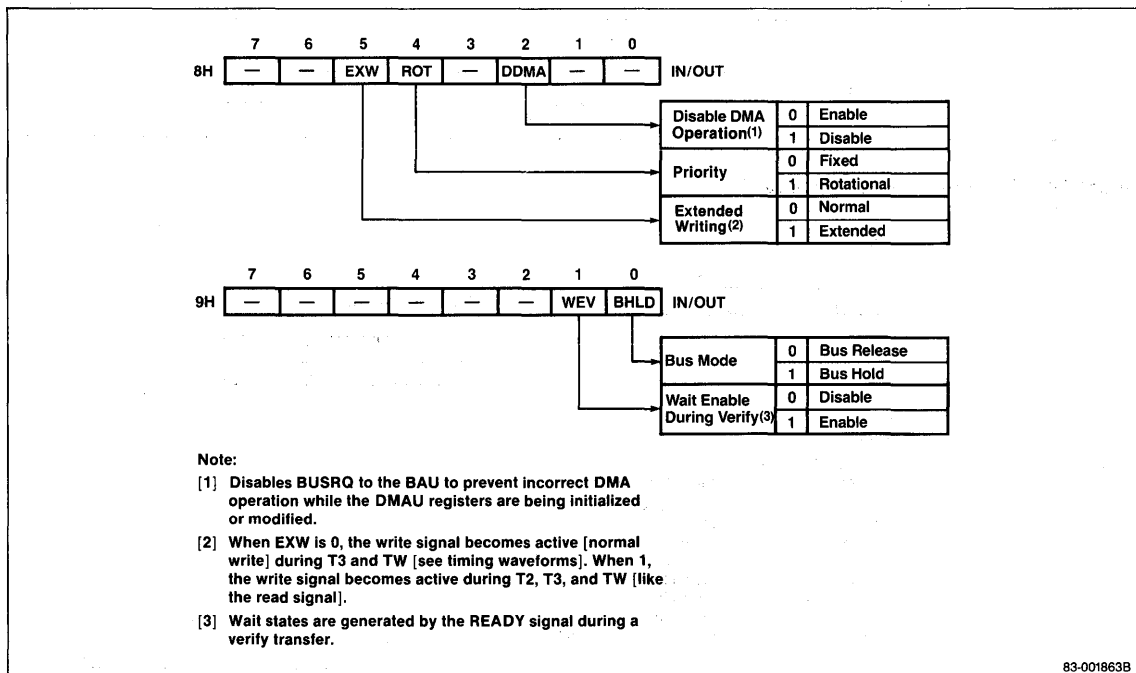 7 6 5 4 3 2 1 0
8H — — EXW ROT — DDMA — — IN/OUT
Disable DMA Operation(1) 0 Enable
1 Disable
Priority 0 Fixed
1 Rotational
Extended Writing(2) 0 Normal
1 Extended
7 6 5 4 3 2 1 0
9H — — — — — — WEV BHLD IN/OUT
Bus Mode 0 Bus Release
1 Bus Hold
Wait Enable During Verify(3) 0 Disable
1 Enable
Note:
[1] Disables BUSRQ to the BAU to prevent incorrect DMA
operation while the DMAU registers are being initialized
or modified.
[2] When EXW is 0, the write signal becomes active [normal
write] during T3 and TW [see timing waveforms]. When 1,
the write signal becomes active during T2, T3, and TW [like
the read signal].
[3] Wait states are generated by the READY signal during a
verify transfer.
83-001863B